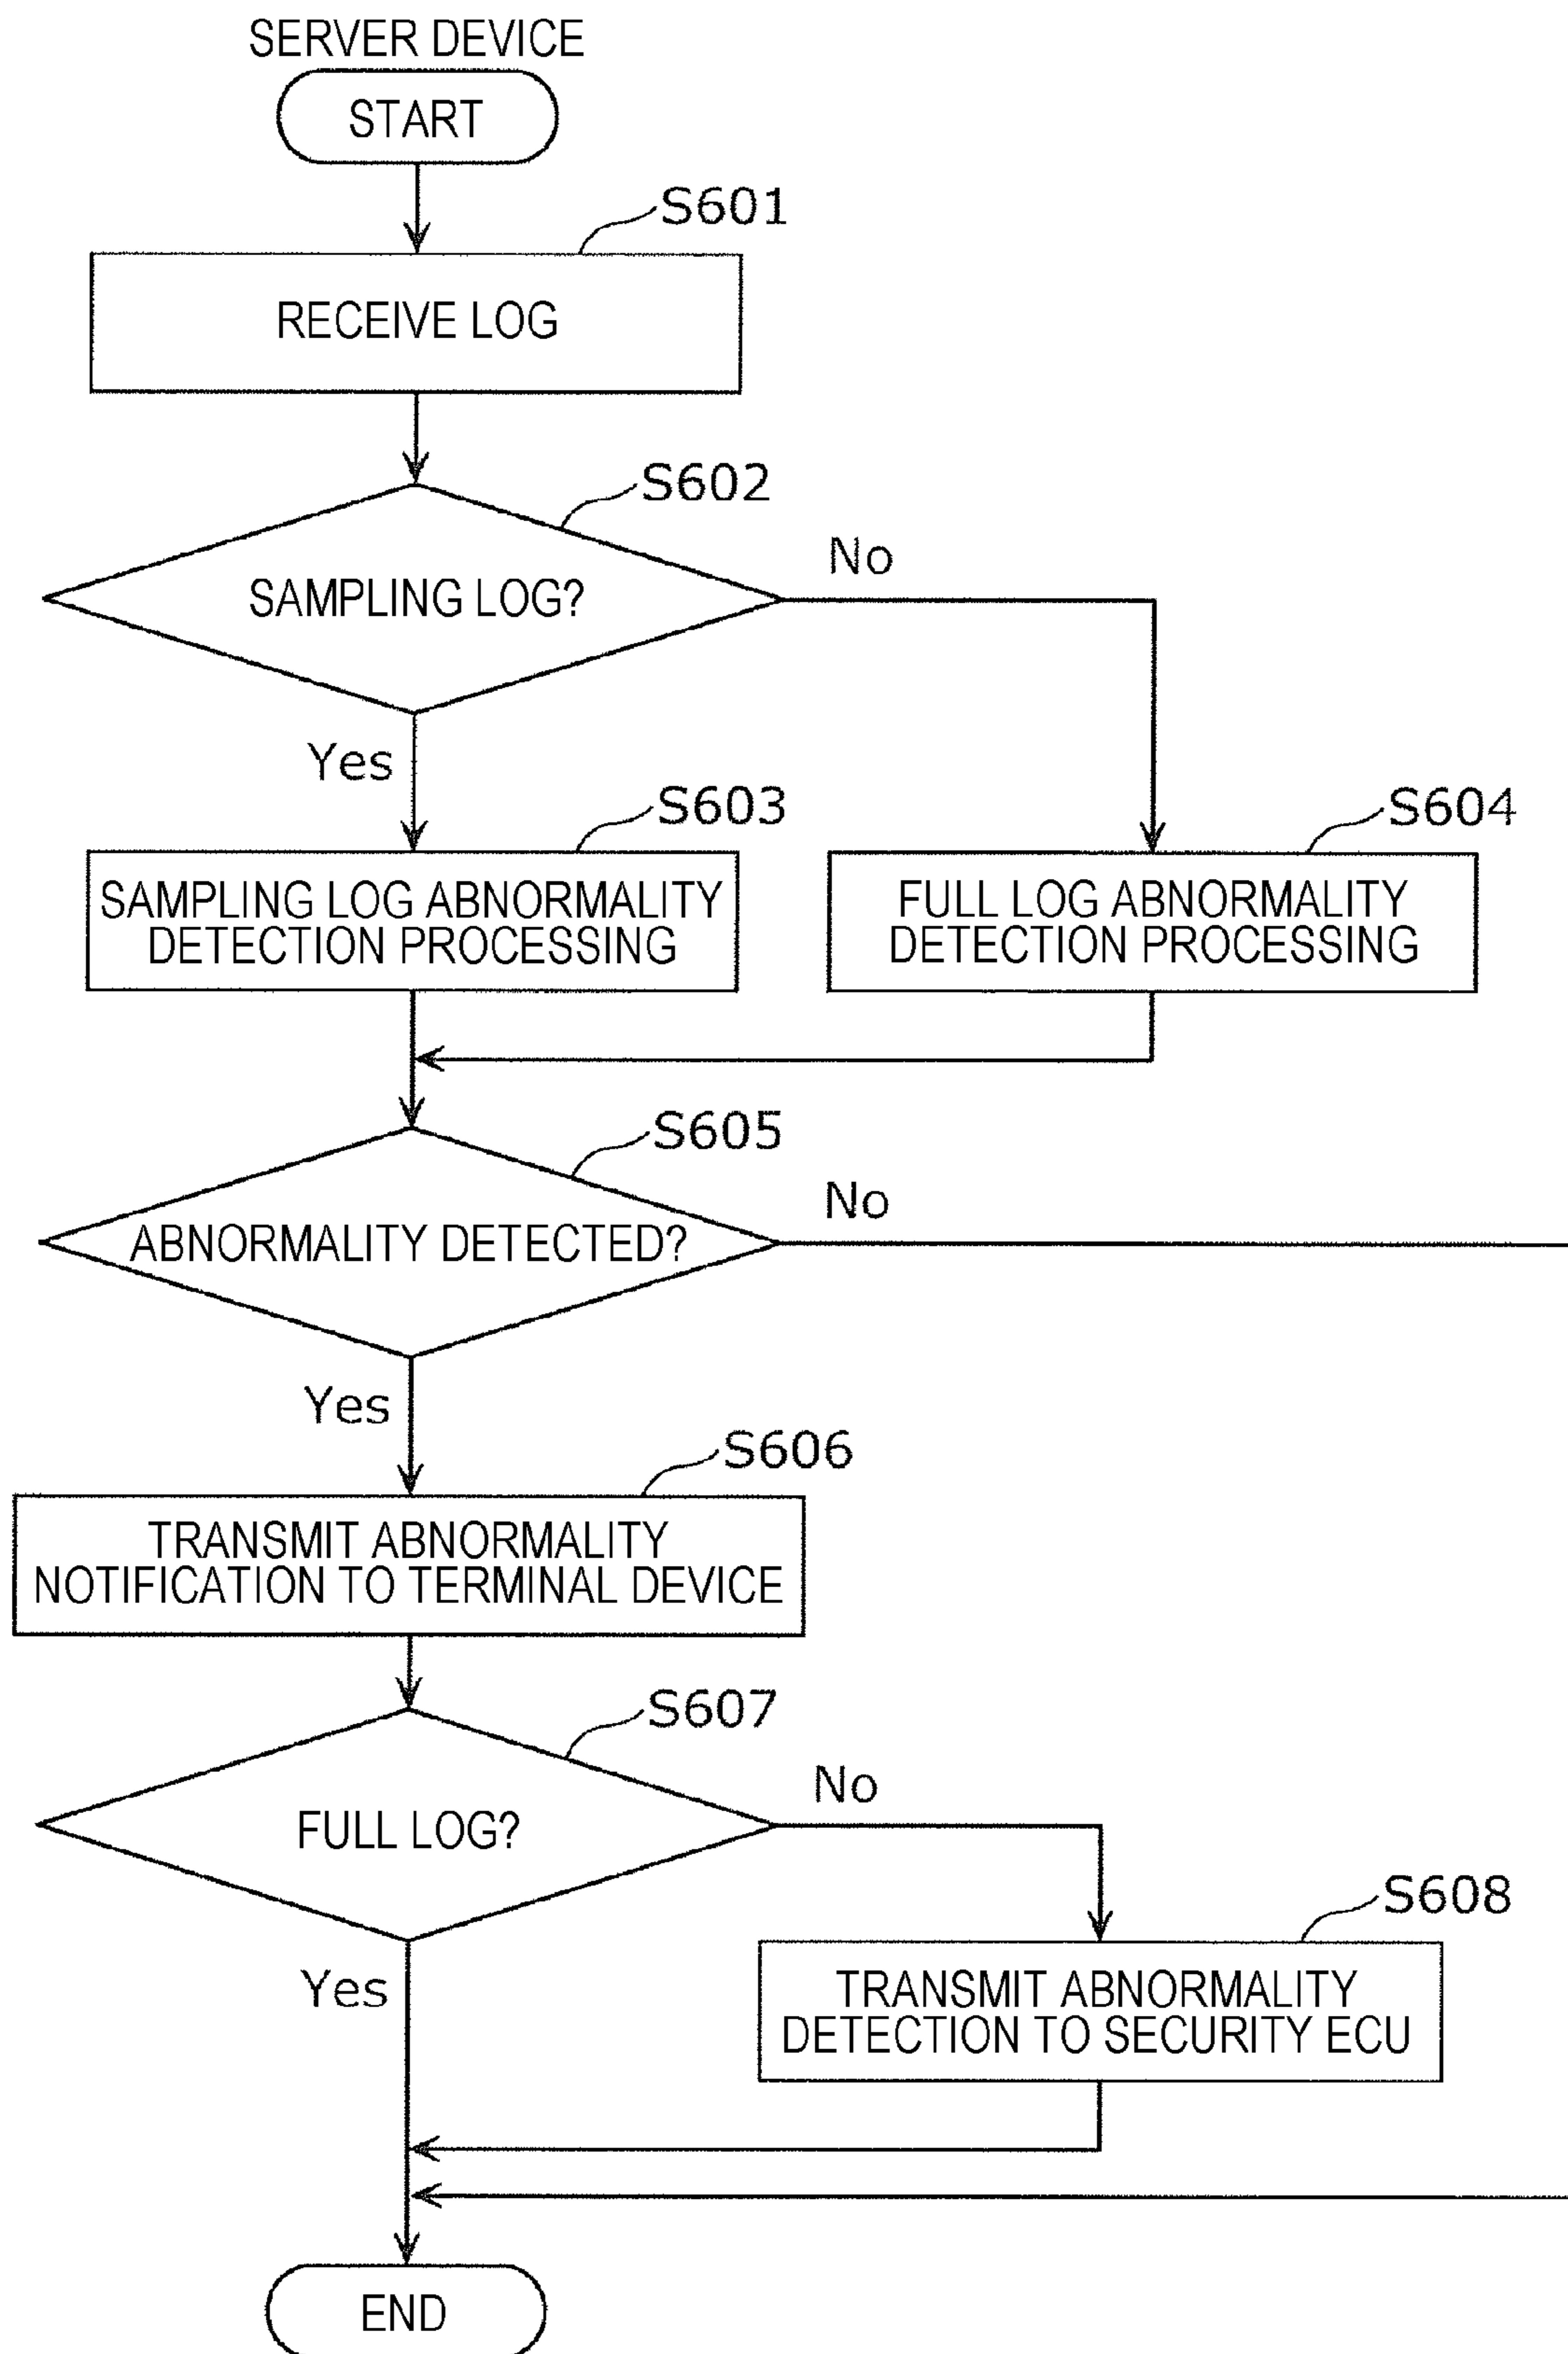 SERVER DEVICE
START
S601
RECEIVE LOG
S602
SAMPLING LOG?
No
Yes
S603
SAMPLING LOG ABNORMALITY
DETECTION PROCESSING
S604
FULL LOG ABNORMALITY
DETECTION PROCESSING
S605
ABNORMALITY DETECTED?
No
Yes
S606
TRANSMIT ABNORMALITY
NOTIFICATION TO TERMINAL DEVICE
S607
FULL LOG?
No
Yes
S608
TRANSMIT ABNORMALITY
DETECTION TO SECURITY ECU
END